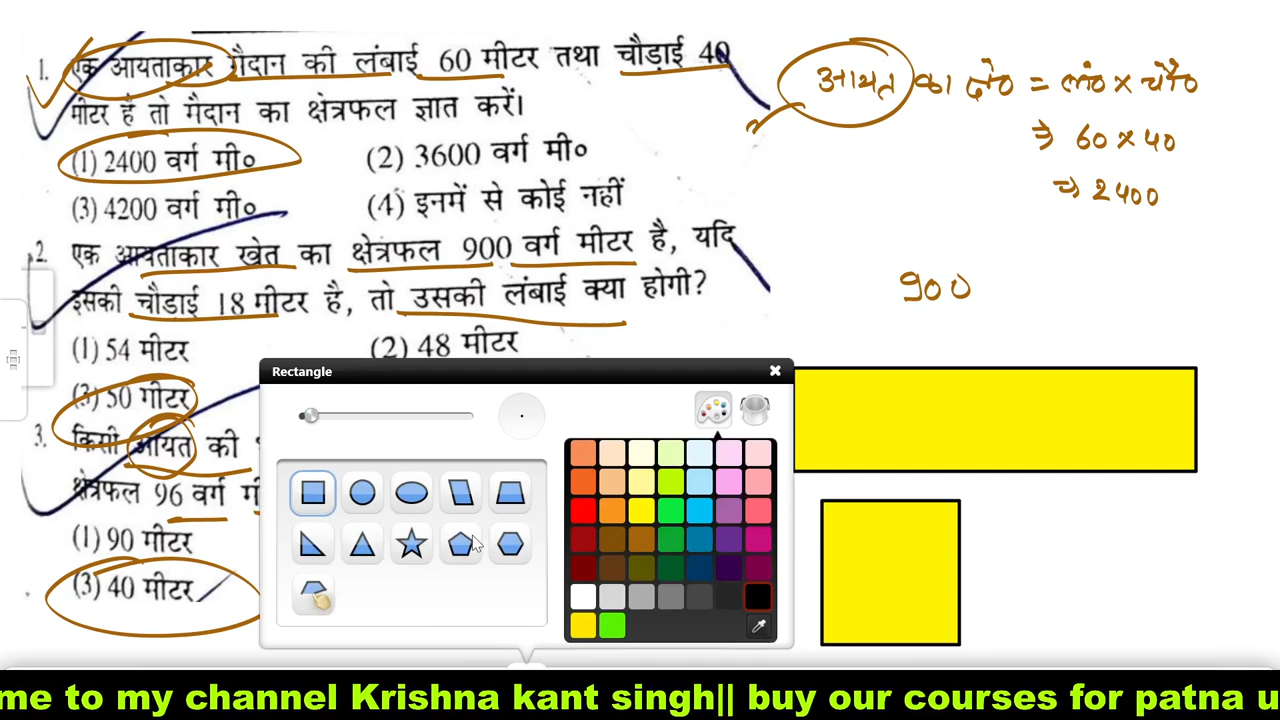 1. एक आयताकार मैदान की लंबाई 60 मीटर तथा चौड़ाई 40
मीटर है तो मैदान का क्षेत्रफल ज्ञात करें।
(1) 2400 वर्ग मी०
(2) 3600 वर्ग मी०
(3) 4200 वर्ग मी०
(4) इनमें से कोई नहीं
2. एक आयताकार खेत का क्षेत्रफल 900 वर्ग मीटर है, यदि
इसकी चौड़ाई 18 मीटर है, तो उसकी लंबाई क्या होगी?
(1) 54 मीटर
(2) 48 मीटर
(3) 50 मीटर
3. किसी आयत की
क्षेत्रफल 96 वर्ग
(1) 90 मीटर
(3) 40 मीटर
आयत का क्षे० = लं० × चौ०
⇒ 60 × 40
⇒ 2400
900
Rectangle
me to my channel Krishna kant singh|| buy our courses for patna u